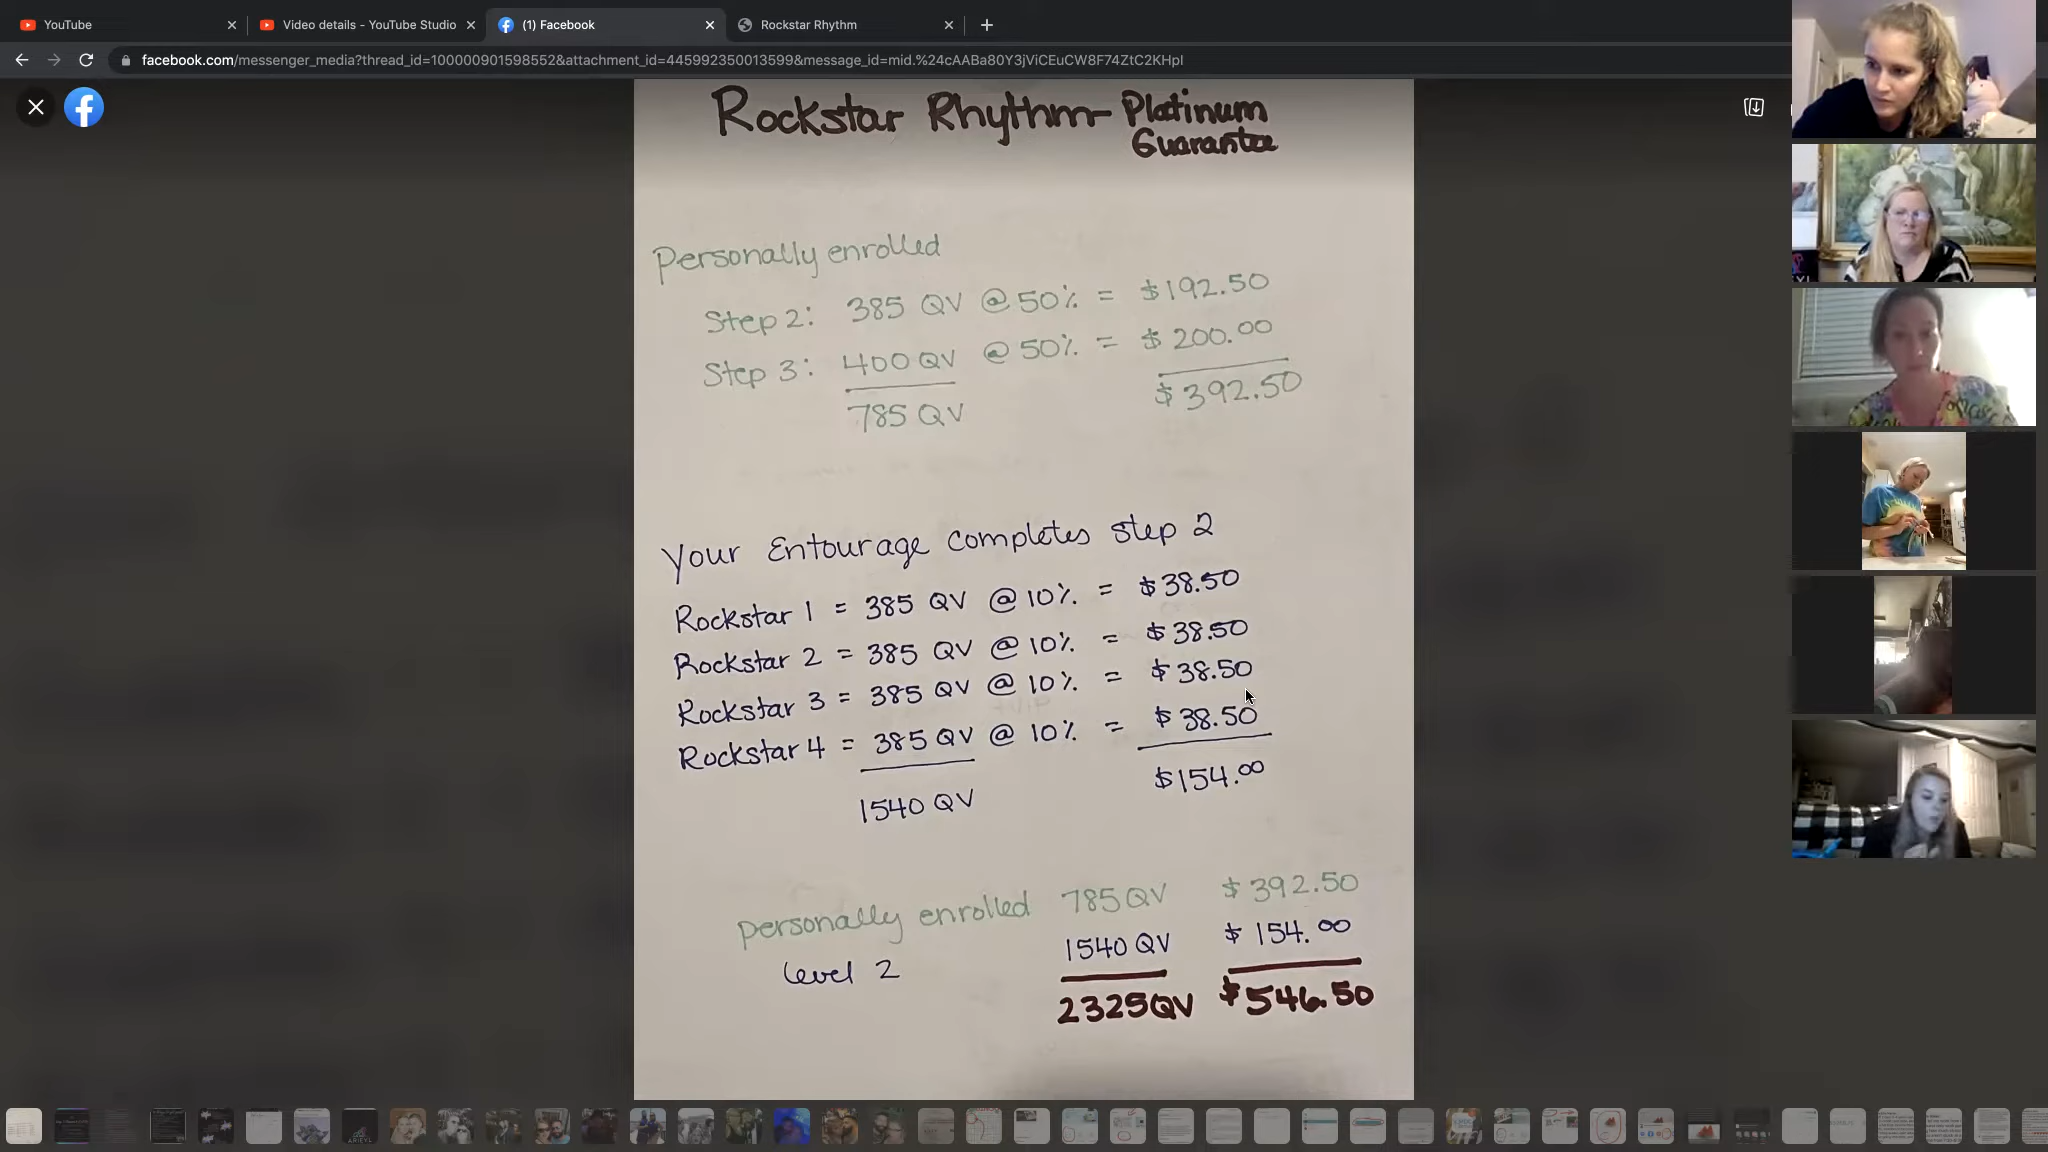 YouTube
Video details - YouTube Studio
(1) Facebook
Rockstar Rhythm
facebook.com/messenger_media?thread_id=100000901598552&attachment_id=445992350013599&message_id=mid.%24cAABa80Y3jViCEuCW8F74ZtC2KHpI
Rockstar Rhythm- Platinum
Guarantee
Personally enrolled
Step 2: 385 QV @ 50% = $192.50
Step 3: 400 QV @ 50% = $200.00
785 QV $392.50
Your Entourage completes Step 2
Rockstar 1 = 385 QV @ 10% = $38.50
Rockstar 2 = 385 QV @ 10% = $38.50
Rockstar 3 = 385 QV @ 10% = $38.50
Rockstar 4 = 385 QV @ 10% = $38.50
1540 QV $154.00
personally enrolled 785 QV $392.50
level 2 1540 QV $154.00
2325QV $546.50